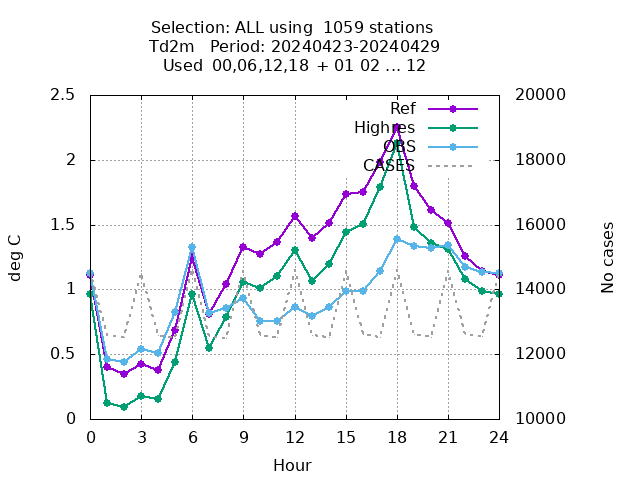 Selection: ALL using  1059 stations
Td2m   Period: 20240423-20240429
Used  00,06,12,18 + 01 02 ... 12
2.5
2
1.5
1
0.5
0
20000
18000
16000
14000
12000
10000
Ref
High res
OBS
CASES
deg C
No cases
0 3 6 9 12 15 18 21 24
Hour